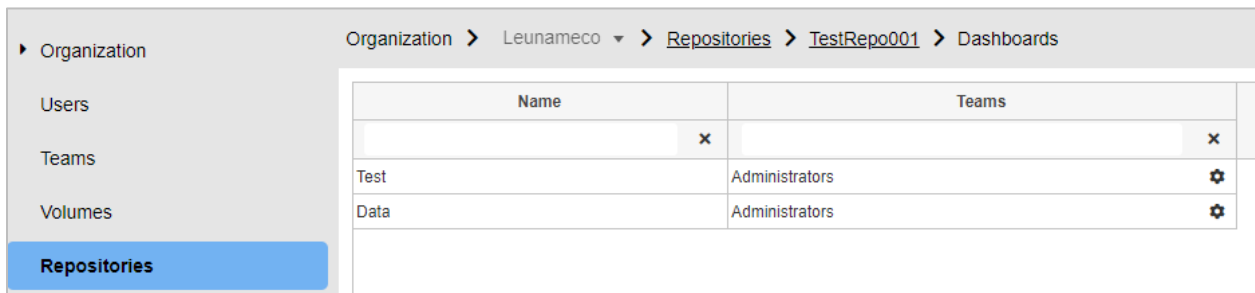 Organization
Users
Teams
Volumes
Repositories
Organization Leunameco Repositories TestRepo001 Dashboards
Name Teams
Test Administrators
Data Administrators